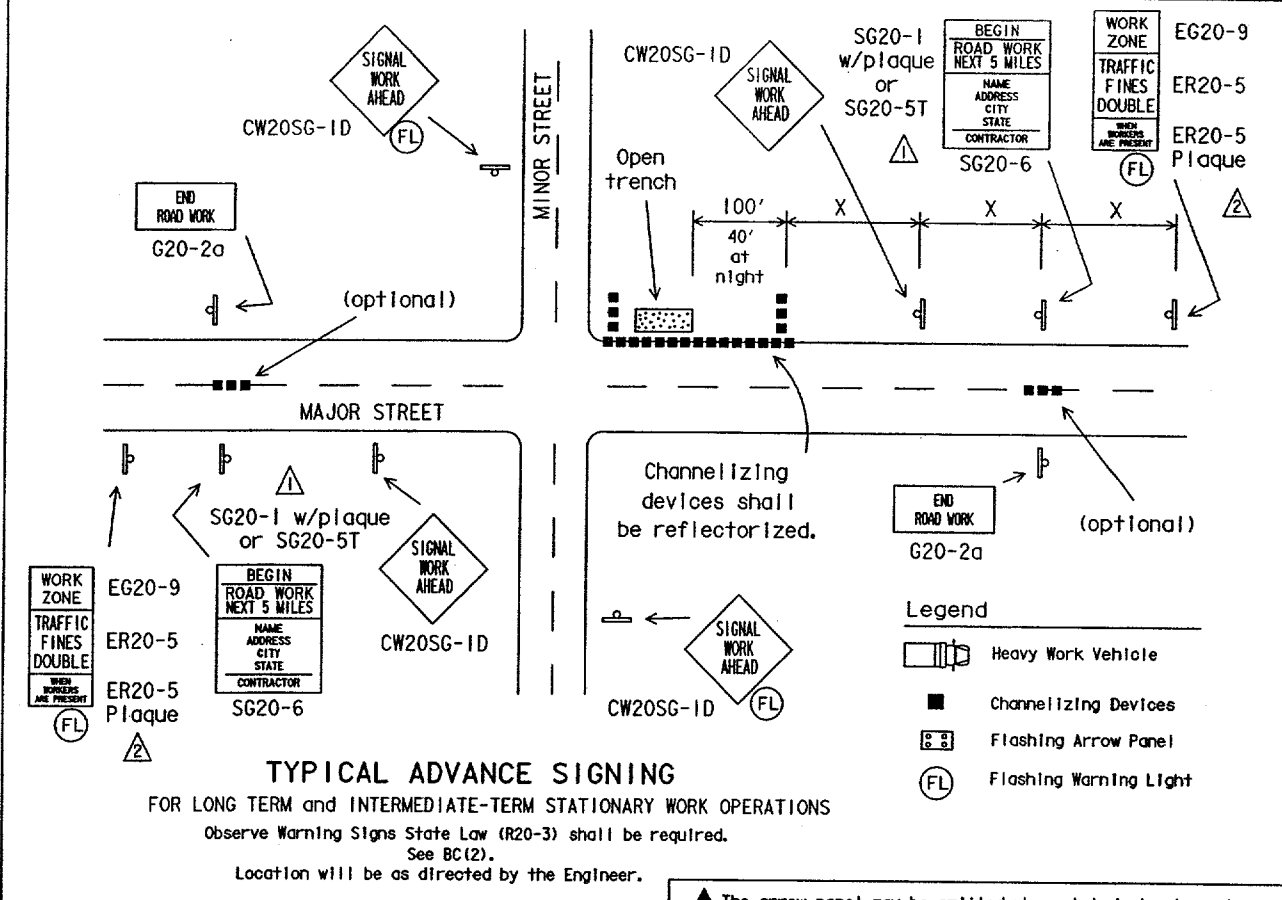 SIGNAL
WORK
AHEAD
FL
CW20SG-1D
END
ROAD WORK
G20-2a
(optional)
MINOR STREET
CW20SG-1D
SIGNAL
WORK
AHEAD
SG20-1
w/plaque
or
SG20-5T
1
BEGIN
ROAD WORK
NEXT 5 MILES
NAME
ADDRESS
CITY
STATE
CONTRACTOR
SG20-6
WORK
ZONE
TRAFFIC
FINES
DOUBLE
WHEN
WORKERS
ARE PRESENT
FL
EG20-9
ER20-5
ER20-5
Plaque
2
Open
trench
100'
40'
at
night
X
X
X
MAJOR STREET
1
SG20-1 w/plaque
or SG20-5T
SIGNAL
WORK
AHEAD
CW20SG-1D
WORK
ZONE
TRAFFIC
FINES
DOUBLE
WHEN
WORKERS
ARE PRESENT
FL
EG20-9
ER20-5
ER20-5
Plaque
2
BEGIN
ROAD WORK
NEXT 5 MILES
NAME
ADDRESS
CITY
STATE
CONTRACTOR
SG20-6
Channelizing
devices shall
be reflectorized.
END
ROAD WORK
G20-2a
(optional)
SIGNAL
WORK
AHEAD
CW20SG-1D
FL
Legend
Heavy Work Vehicle
Channelizing Devices
Flashing Arrow Panel
FL
Flashing Warning Light
TYPICAL ADVANCE SIGNING
FOR LONG TERM and INTERMEDIATE-TERM STATIONARY WORK OPERATIONS
Observe Warning Signs State Law (R20-3) shall be required.
See BC(2).
Location will be as directed by the Engineer.
The arrow panel may be